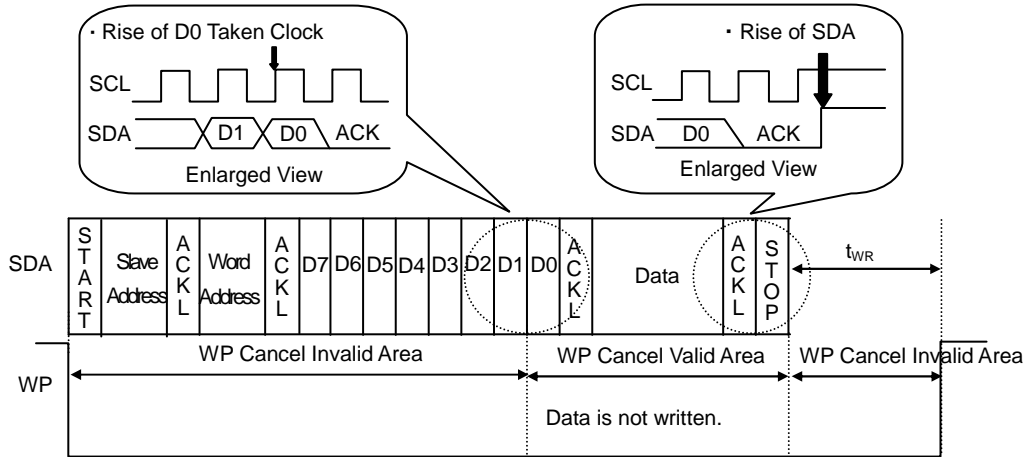 ・Rise of D0 Taken Clock
SCL
SDA
D1
D0
ACK
Enlarged View
・Rise of SDA
SCL
SDA
D0
ACK
Enlarged View
SDA
START
Slave
Address
ACKL
Word
Address
ACKL
D7
D6
D5
D4
D3
D2
D1
D0
ACKL
Data
ACKL
STOP
tWR
WP Cancel Invalid Area
WP Cancel Valid Area
WP Cancel Invalid Area
WP
Data is not written.